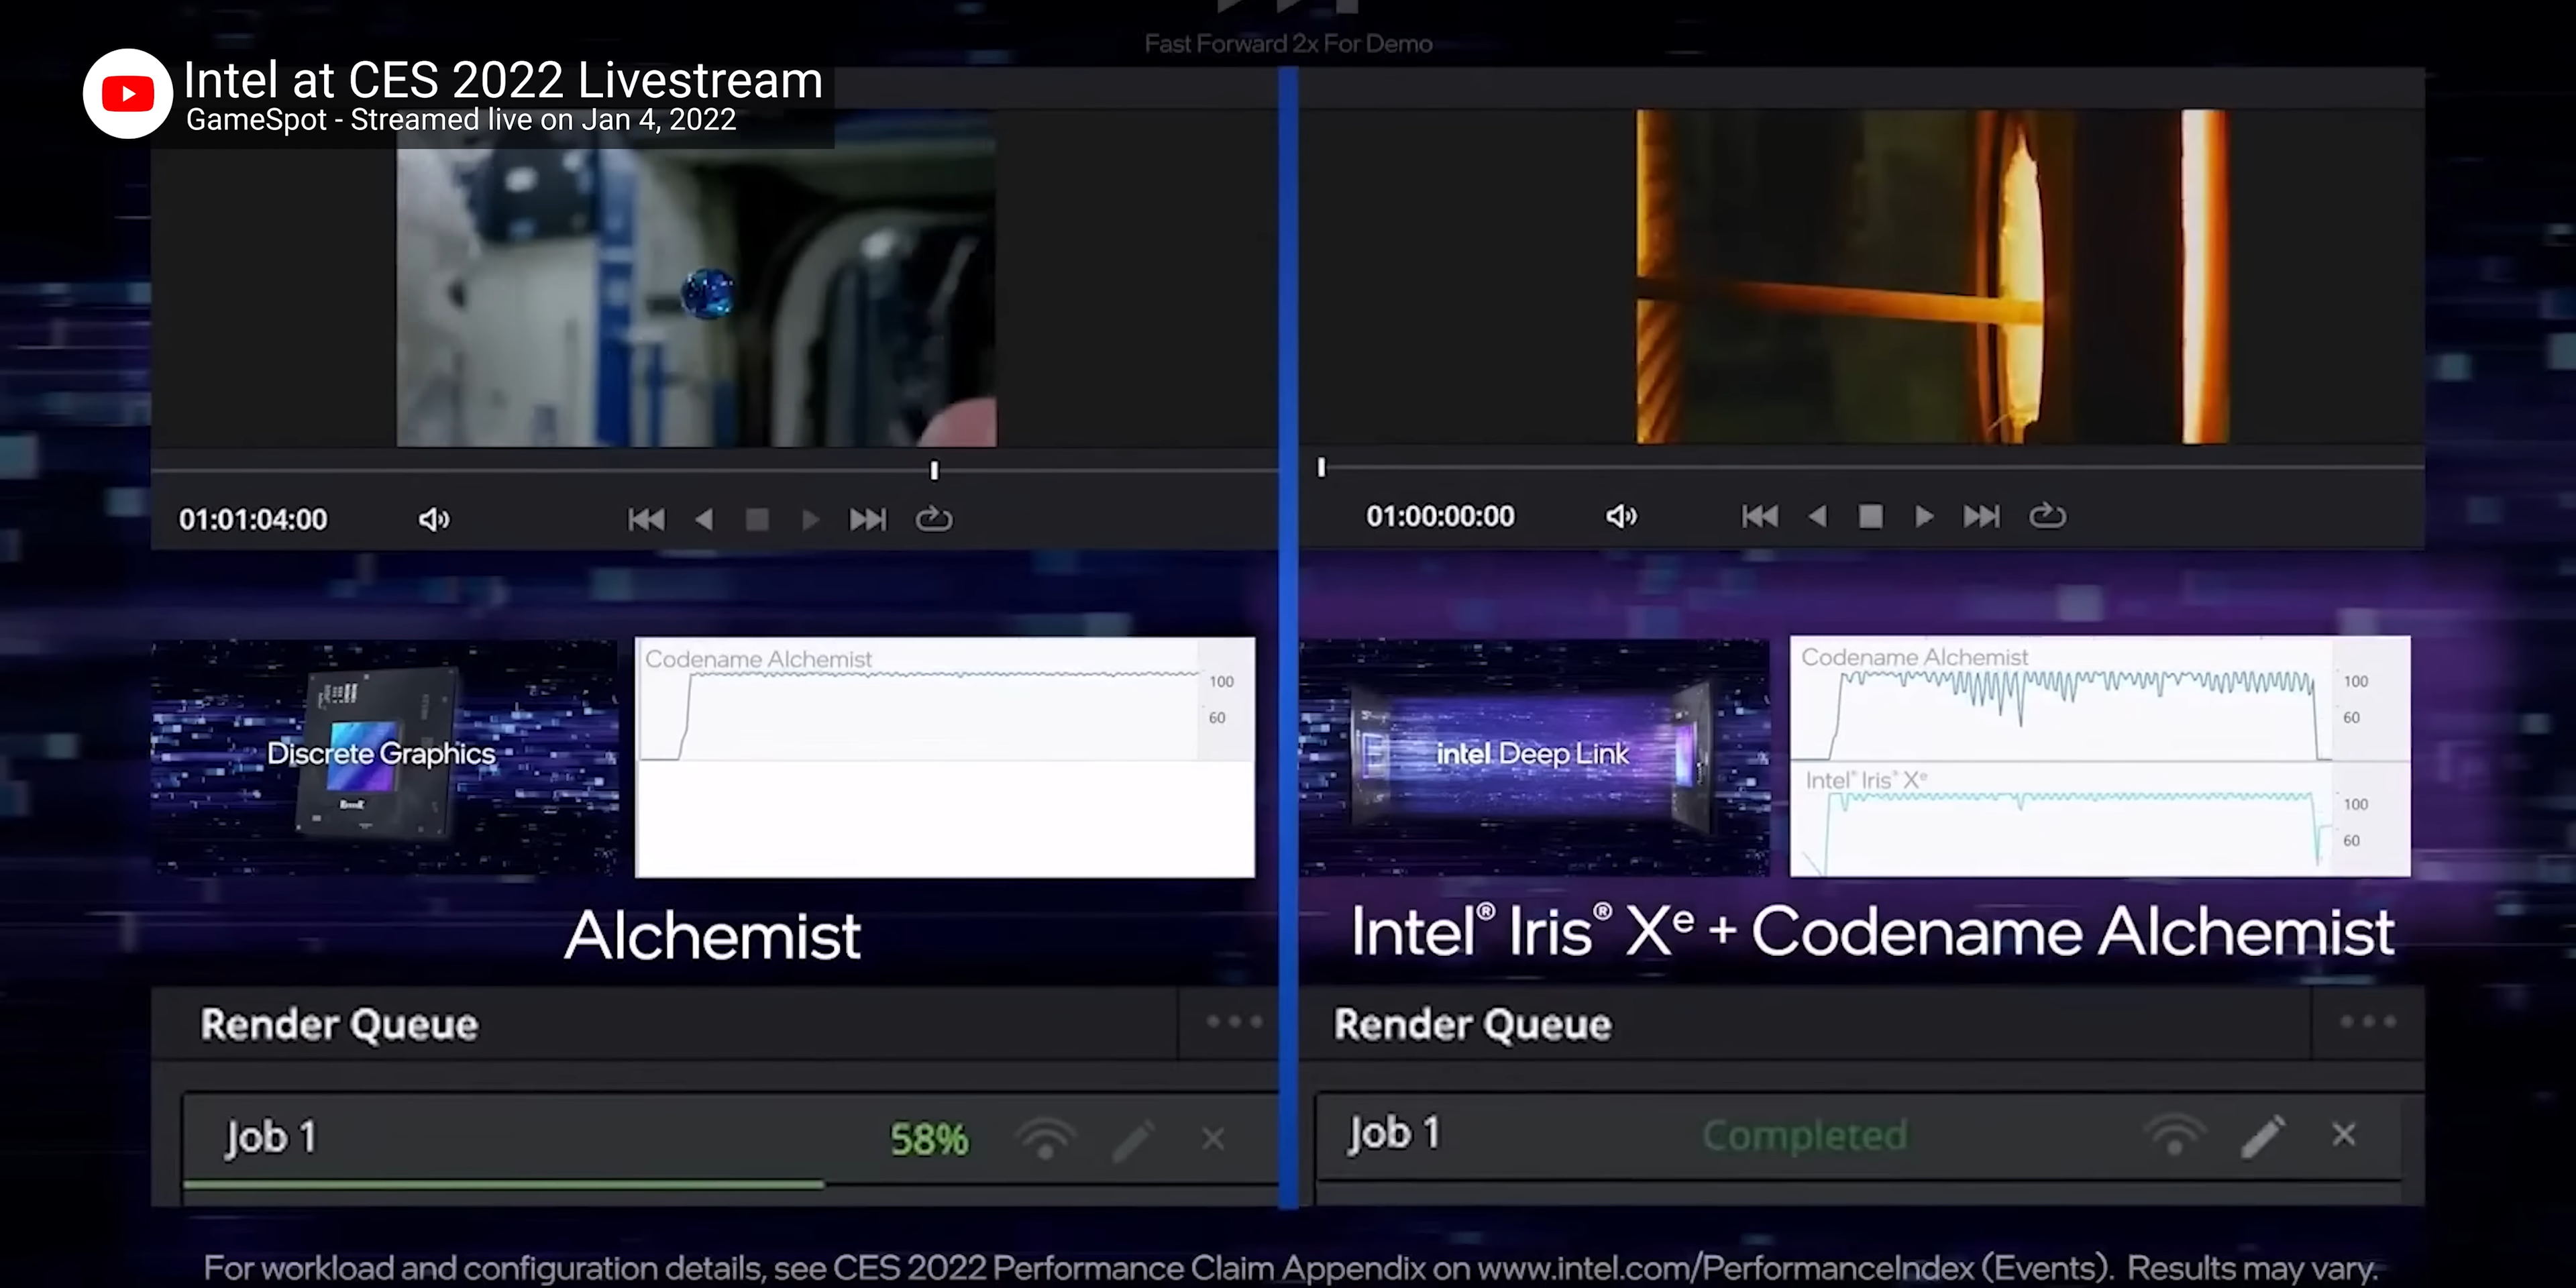 Fast Forward 2x For Demo
Intel at CES 2022 Livestream
GameSpot - Streamed live on Jan 4, 2022
01:01:04:00
01:00:00:00
Discrete Graphics
Codename Alchemist
100
60
intel Deep Link
Codename Alchemist
100
60
Intel® Iris® Xᵉ
100
60
Alchemist
Intel® Iris® Xᵉ + Codename Alchemist
Render Queue
Render Queue
Job 1 58%
Job 1 Completed
For workload and configuration details, see CES 2022 Performance Claim Appendix on www.intel.com/PerformanceIndex (Events). Results may vary.